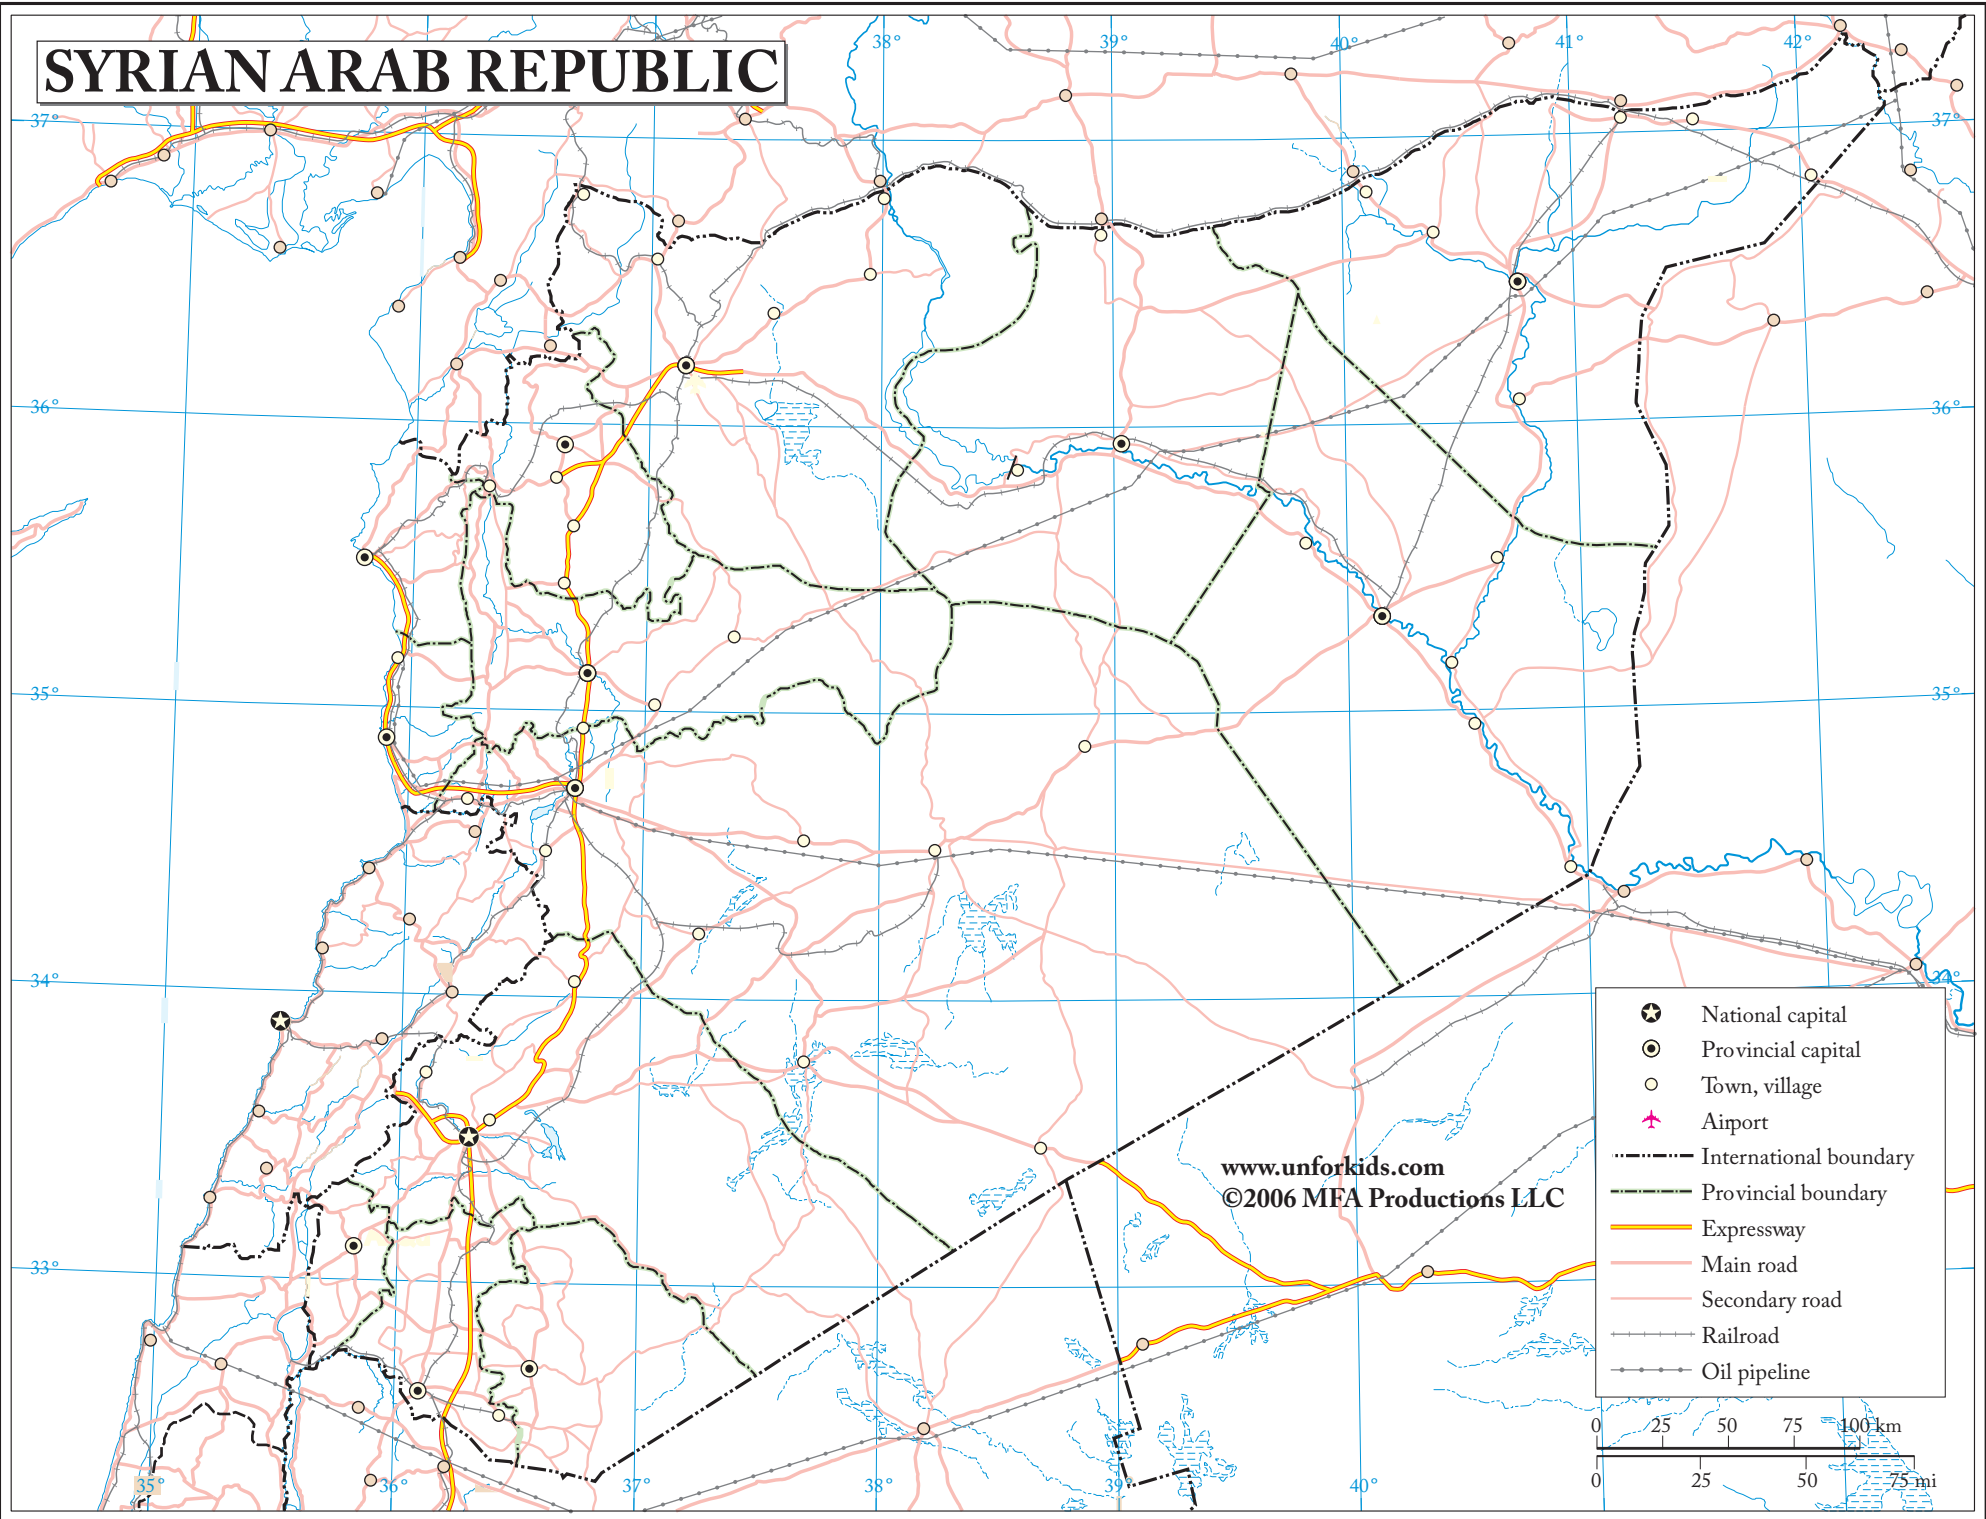 SYRIAN ARAB REPUBLIC
38° 39° 40° 41° 42°
37° 37°
36° 36°
35° 35°
34° 34°
33°
National capital
Provincial capital
Town, village
Airport
International boundary
Provincial boundary
Expressway
Main road
Secondary road
Railroad
Oil pipeline
www.unforkids.com
©2006 MFA Productions LLC
0 25 50 75 100 km
0 25 50 75 mi
35° 36° 37° 38° 39° 40°